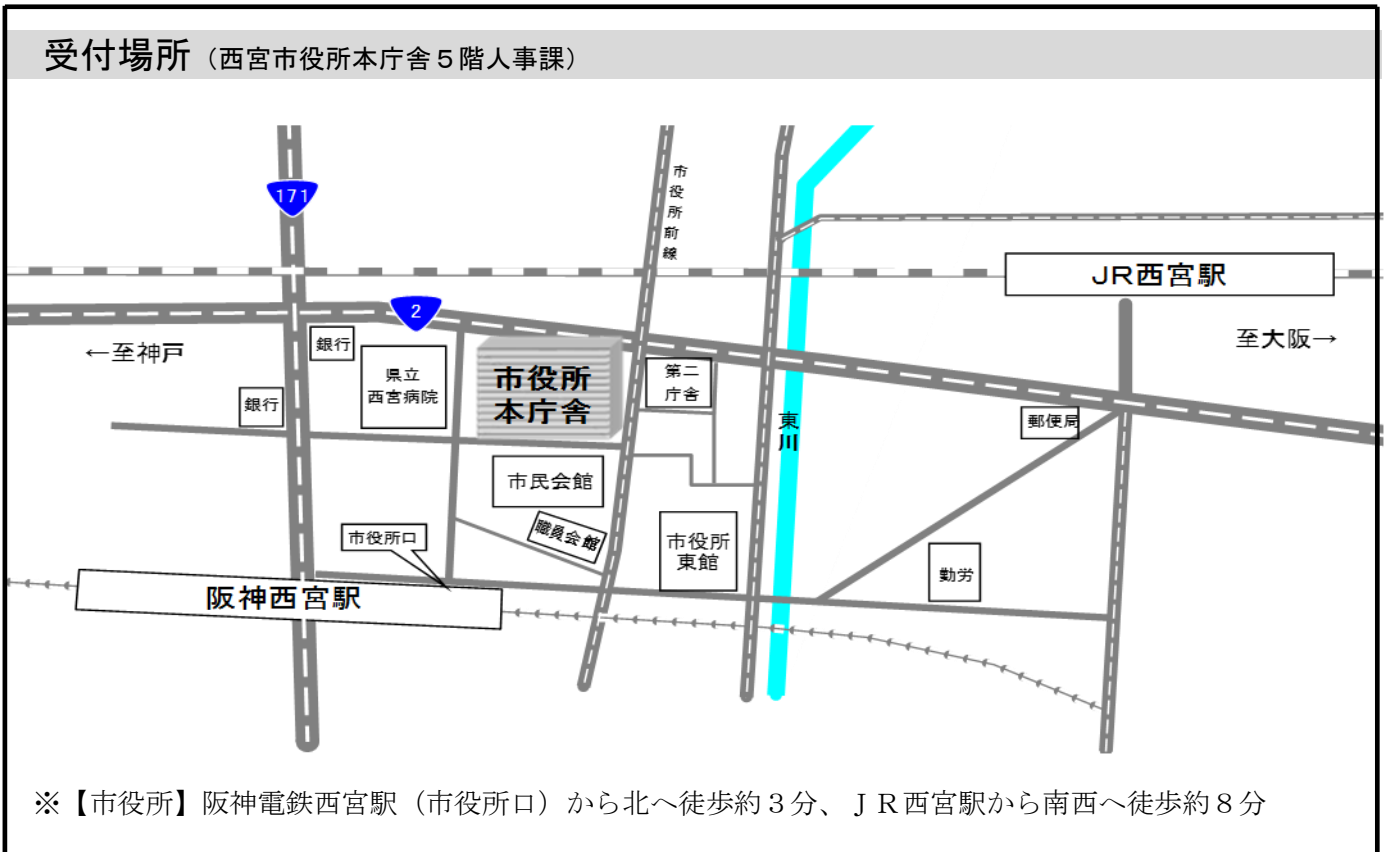 受付場所（西宮市役所本庁舎５階人事課）
171
市役所前線
JR西宮駅
2
←至神戸
銀行
県立
西宮病院
市役所
本庁舎
第二
庁舎
至大阪→
銀行
東川
郵便局
市民会館
職員会館
市役所口
市役所
東館
勤労
阪神西宮駅
※【市役所】阪神電鉄西宮駅（市役所口）から北へ徒歩約３分、ＪＲ西宮駅から南西へ徒歩約８分